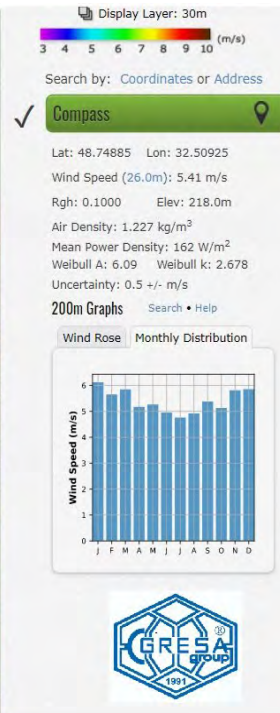 Display Layer: 30m
3 4 5 6 7 8 9 10 (m/s)
Search by: Coordinates or Address
Compass
Lat: 48.74885 Lon: 32.50925
Wind Speed (26.0m): 5.41 m/s
Rgh: 0.1000 Elev: 218.0m
Air Density: 1.227 kg/m³
Mean Power Density: 162 W/m²
Weibull A: 6.09 Weibull k: 2.678
Uncertainty: 0.5 +/- m/s
200m Graphs Search • Help
Wind Rose Monthly Distribution
Wind Speed (m/s)
6
5
4
3
2
1
0
J F M A M J J A S O N D
GRESA ®
group
1991